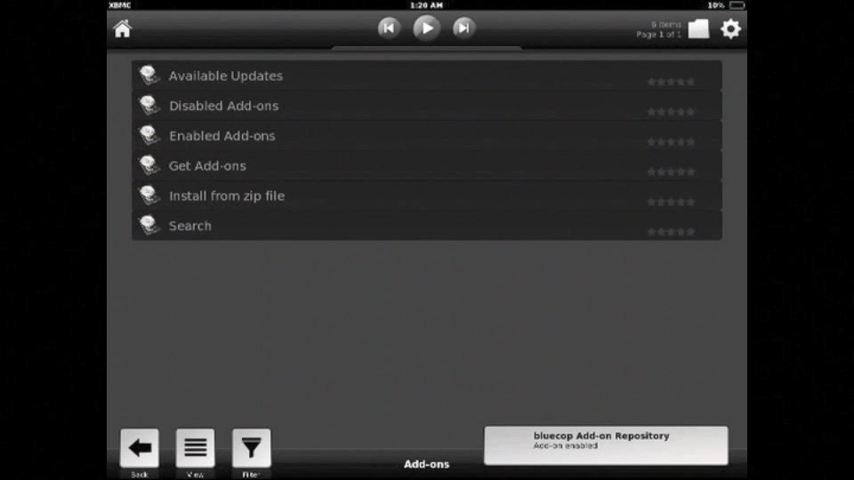 XBMC 1:20 AM 10%
6 Items
Page 1 of 1
Available Updates
Disabled Add-ons
Enabled Add-ons
Get Add-ons
Install from zip file
Search
bluecop Add-on Repository
Add-on enabled
Back View Filter Add-ons